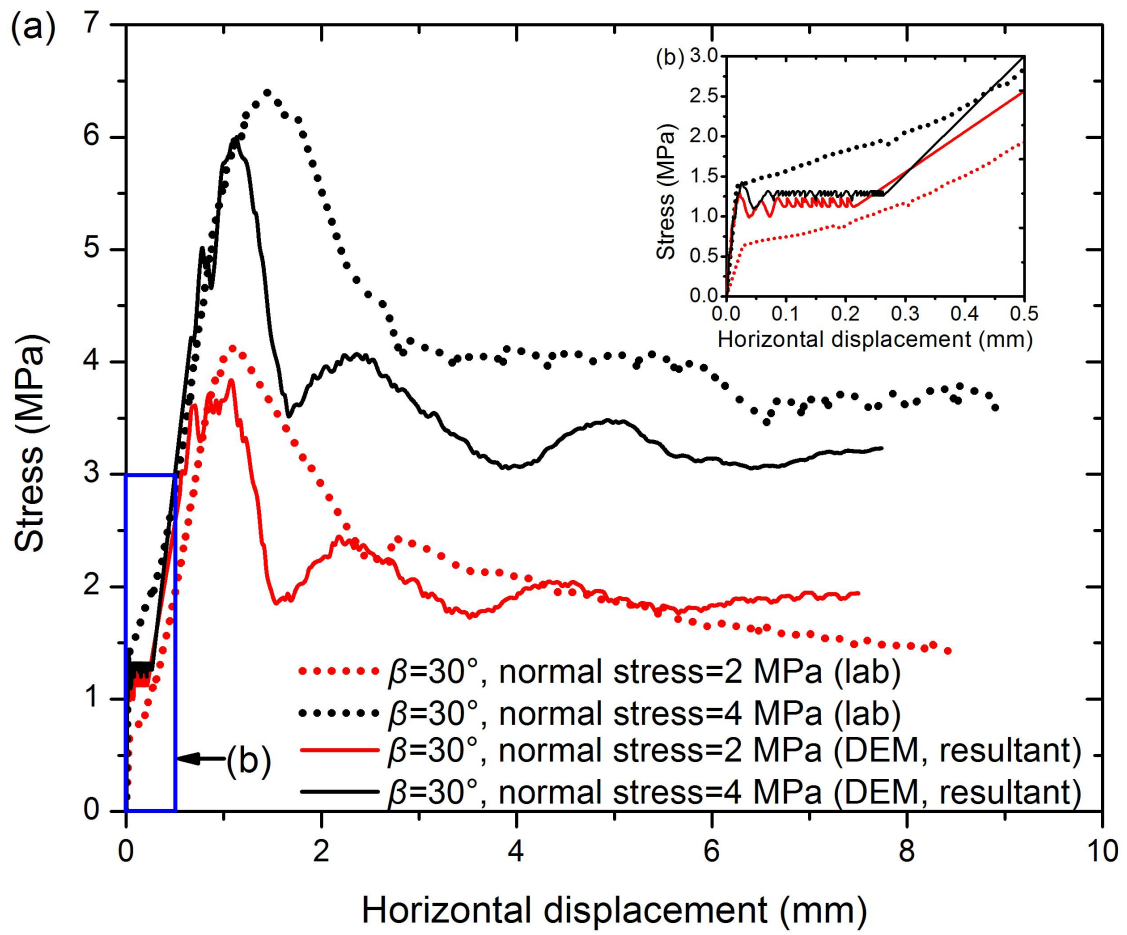 (a)
7
6
5
4
3
2
1
0
Stress (MPa)
0 2 4 6 8 10
Horizontal displacement (mm)
(b)
3.0
2.5
2.0
1.5
1.0
0.5
0.0
Stress (MPa)
0.0 0.1 0.2 0.3 0.4 0.5
Horizontal displacement (mm)
β=30°, normal stress=2 MPa (lab)
β=30°, normal stress=4 MPa (lab)
β=30°, normal stress=2 MPa (DEM, resultant)
β=30°, normal stress=4 MPa (DEM, resultant)
(b)